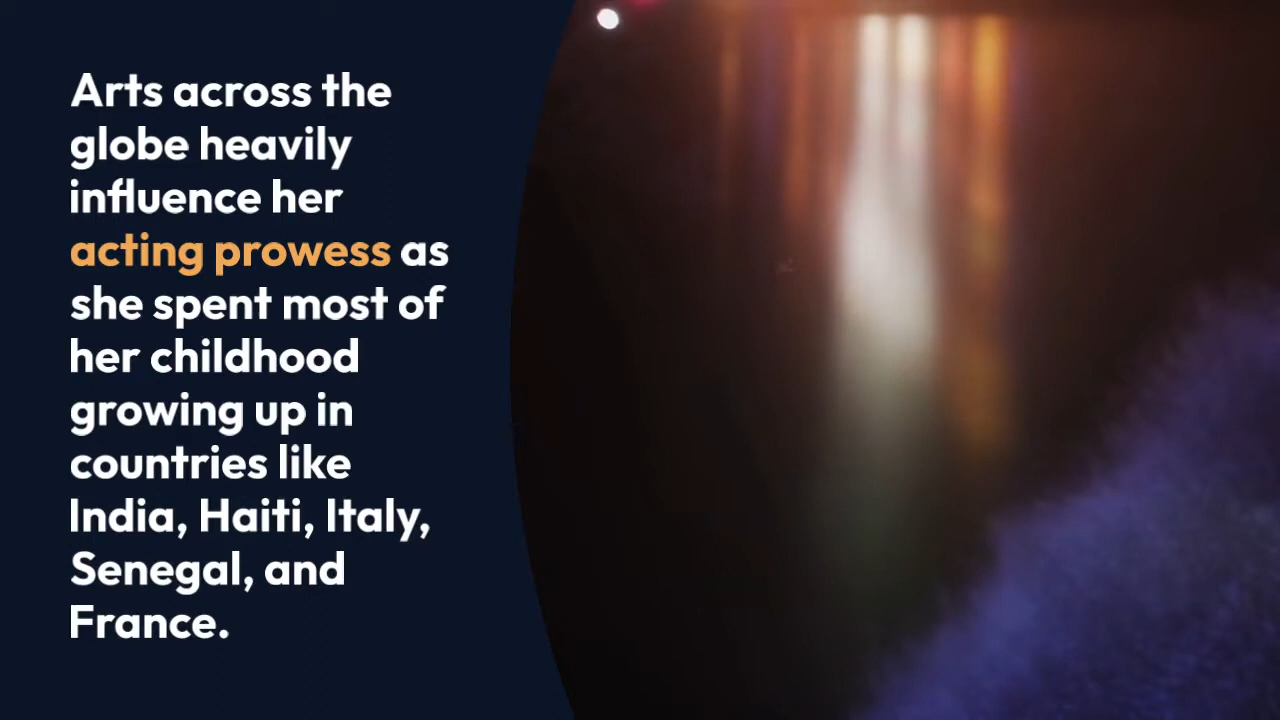 Arts across the
globe heavily
influence her
acting prowess as
she spent most of
her childhood
growing up in
countries like
India, Haiti, Italy,
Senegal, and
France.